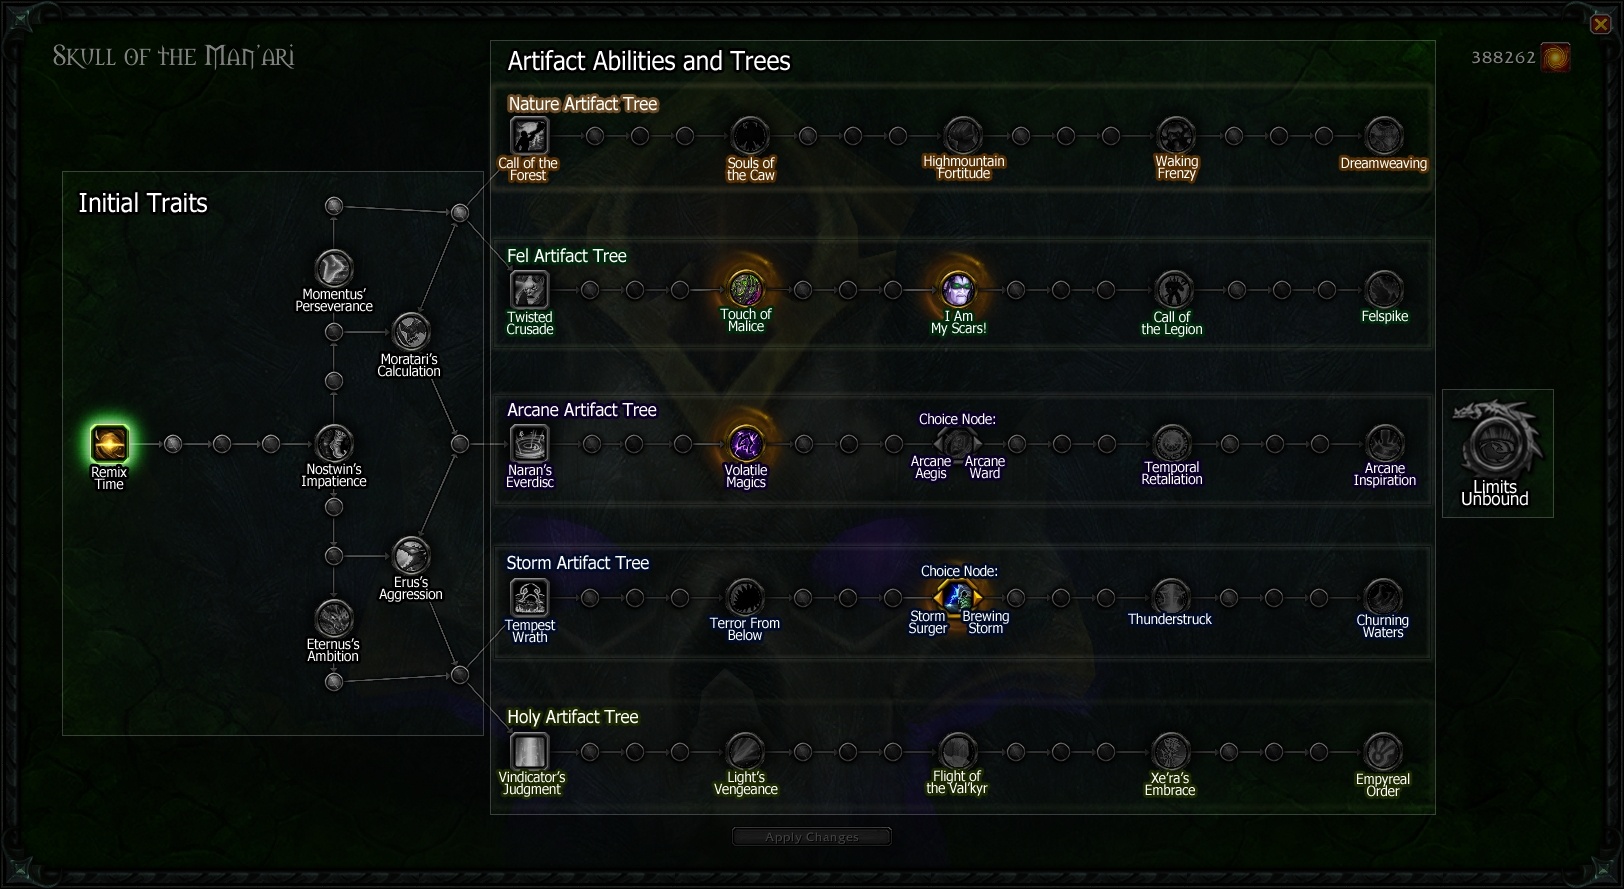 Skull of the Man'ari
388262
Artifact Abilities and Trees
Nature Artifact Tree
Call of the
Forest
Souls of
the Caw
Highmountain
Fortitude
Waking
Frenzy
Dreamweaving
Initial Traits
Momentus'
Perseverance
Moratari's
Calculation
Remix
Time
Nostwin's
Impatience
Erus's
Aggression
Eternus's
Ambition
Fel Artifact Tree
Twisted
Crusade
Touch of
Malice
I Am
My Scars!
Call of
the Legion
Felspike
Arcane Artifact Tree
Naran's
Everdisc
Volatile
Magics
Choice Node:
Arcane
Aegis
Arcane
Ward
Temporal
Retaliation
Arcane
Inspiration
Limits
Unbound
Storm Artifact Tree
Tempest
Wrath
Terror From
Below
Choice Node:
Storm
Surger
Brewing
Storm
Thunderstruck
Churning
Waters
Holy Artifact Tree
Vindicator's
Judgment
Light's
Vengeance
Flight of
the Val'kyr
Xe'ra's
Embrace
Empyreal
Order
Apply Changes